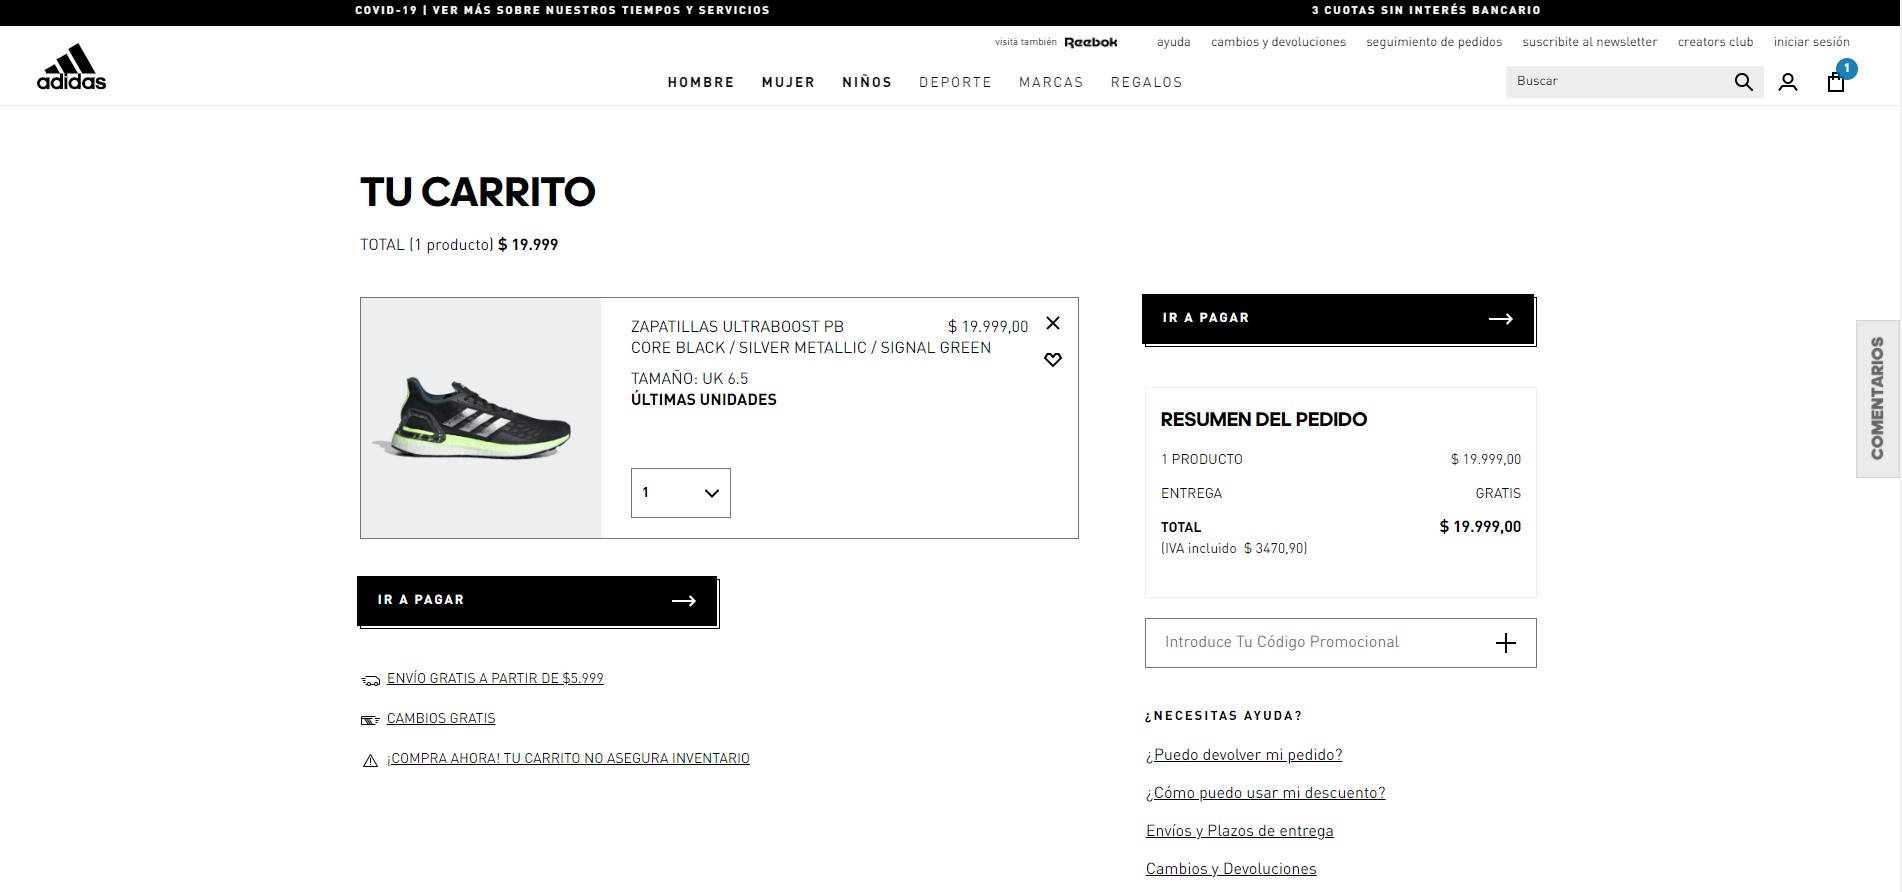 COVID-19 | VER MÁS SOBRE NUESTROS TIEMPOS Y SERVICIOS
3 CUOTAS SIN INTERÉS BANCARIO
visitá también Reebok
ayuda
cambios y devoluciones
seguimiento de pedidos
suscribite al newsletter
creators club
iniciar sesión
adidas
HOMBRE
MUJER
NIÑOS
DEPORTE
MARCAS
REGALOS
Buscar
1
TU CARRITO
TOTAL (1 producto) $ 19.999
ZAPATILLAS ULTRABOOST PB
$ 19.999,00
CORE BLACK / SILVER METALLIC / SIGNAL GREEN
TAMAÑO: UK 6.5
ÚLTIMAS UNIDADES
1
IR A PAGAR
ENVÍO GRATIS A PARTIR DE $5.999
CAMBIOS GRATIS
¡COMPRA AHORA! TU CARRITO NO ASEGURA INVENTARIO
IR A PAGAR
RESUMEN DEL PEDIDO
1 PRODUCTO
$ 19.999,00
ENTREGA
GRATIS
TOTAL
$ 19.999,00
(IVA incluido $ 3470,90)
Introduce Tu Código Promocional
¿NECESITAS AYUDA?
¿Puedo devolver mi pedido?
¿Cómo puedo usar mi descuento?
Envíos y Plazos de entrega
Cambios y Devoluciones
COMENTARIOS